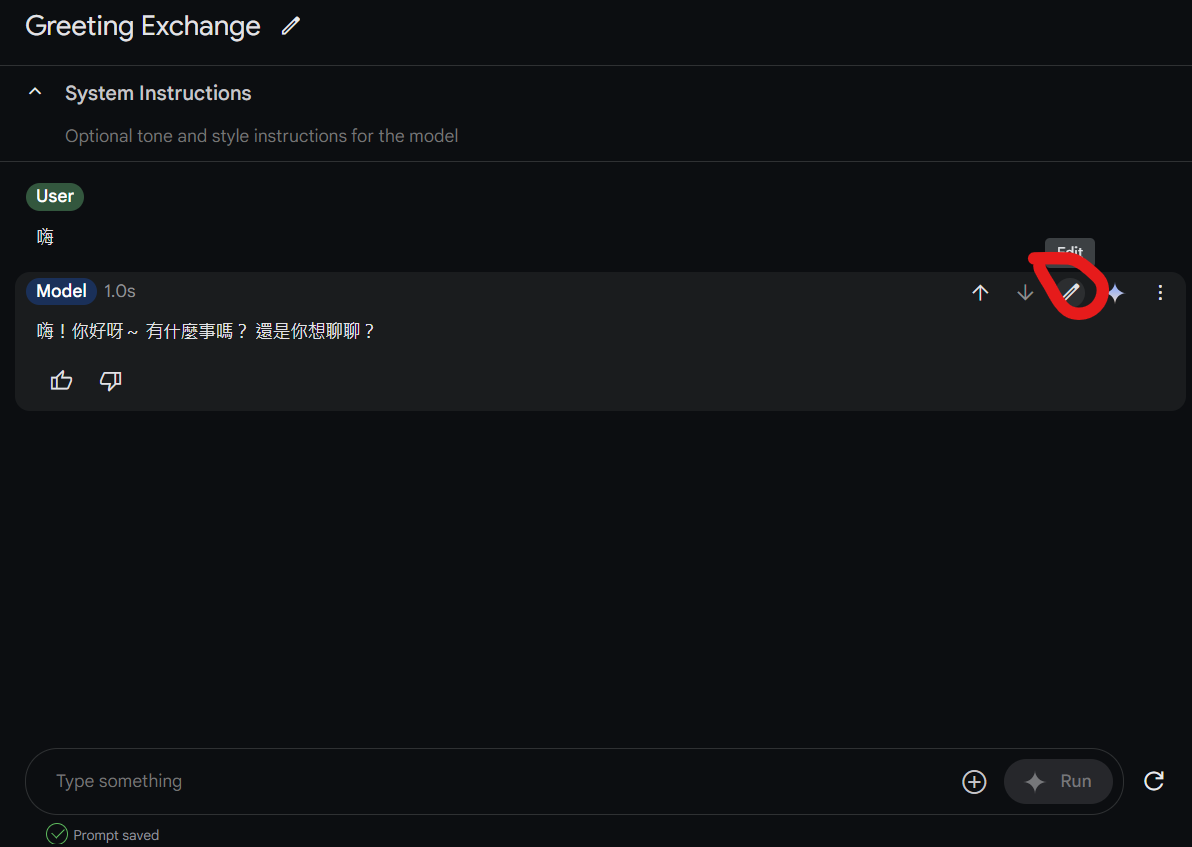 Greeting Exchange
System Instructions
Optional tone and style instructions for the model
User
嗨
Edit
Model 1.0s
嗨！你好呀～ 有什麼事嗎？ 還是你想聊聊？
Type something
Run
Prompt saved